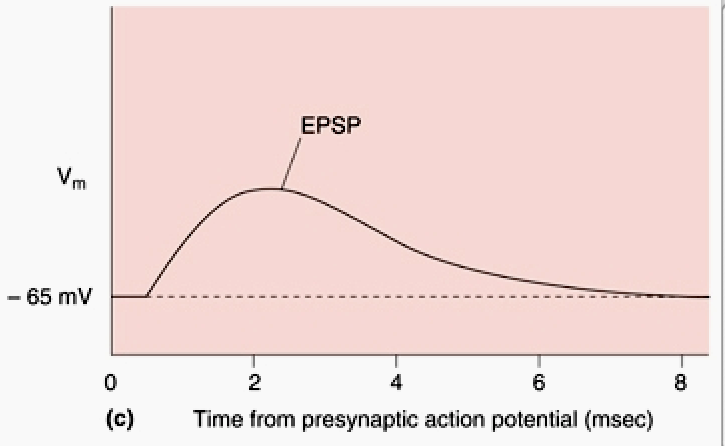 EPSP
Vm
– 65 mV
0 2 4 6 8
(c) Time from presynaptic action potential (msec)